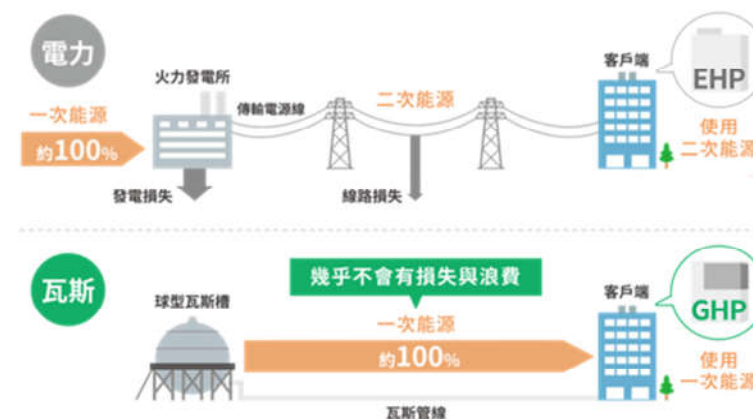 電力
火力發電所
客戶端
EHP
一次能源
傳輸電源線
二次能源
約100%
使用
二次能源
發電損失
線路損失
瓦斯
幾乎不會有損失與浪費
球型瓦斯槽
一次能源
客戶端
GHP
約100%
使用
一次能源
瓦斯管線